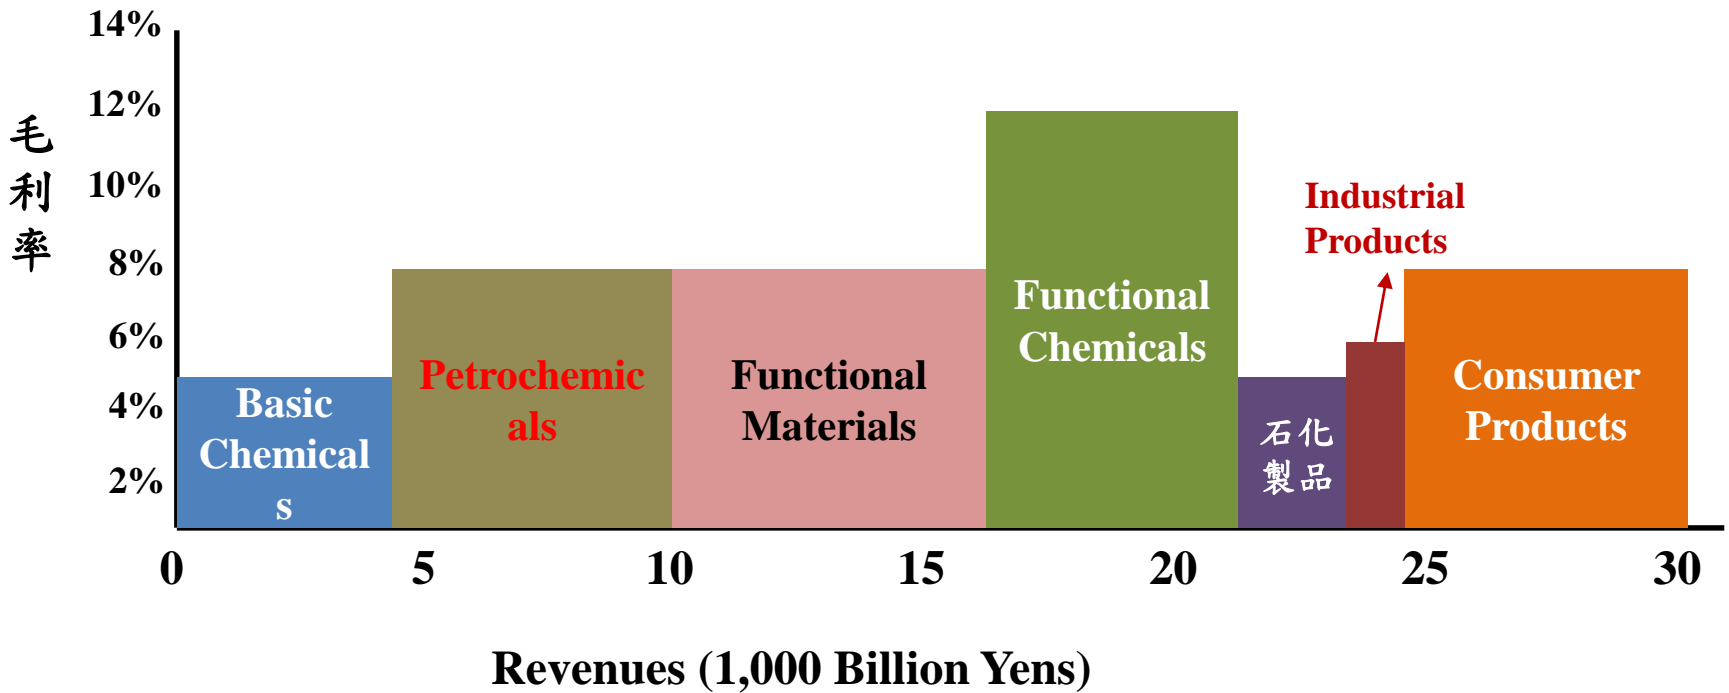 14%
12%
10%
8%
6%
4%
2%
毛
利
率
Basic
Chemical
s
Petrochemic
als
Functional
Materials
Functional
Chemicals
石化
製品
Industrial
Products
Consumer
Products
0 5 10 15 20 25 30
Revenues (1,000 Billion Yens)